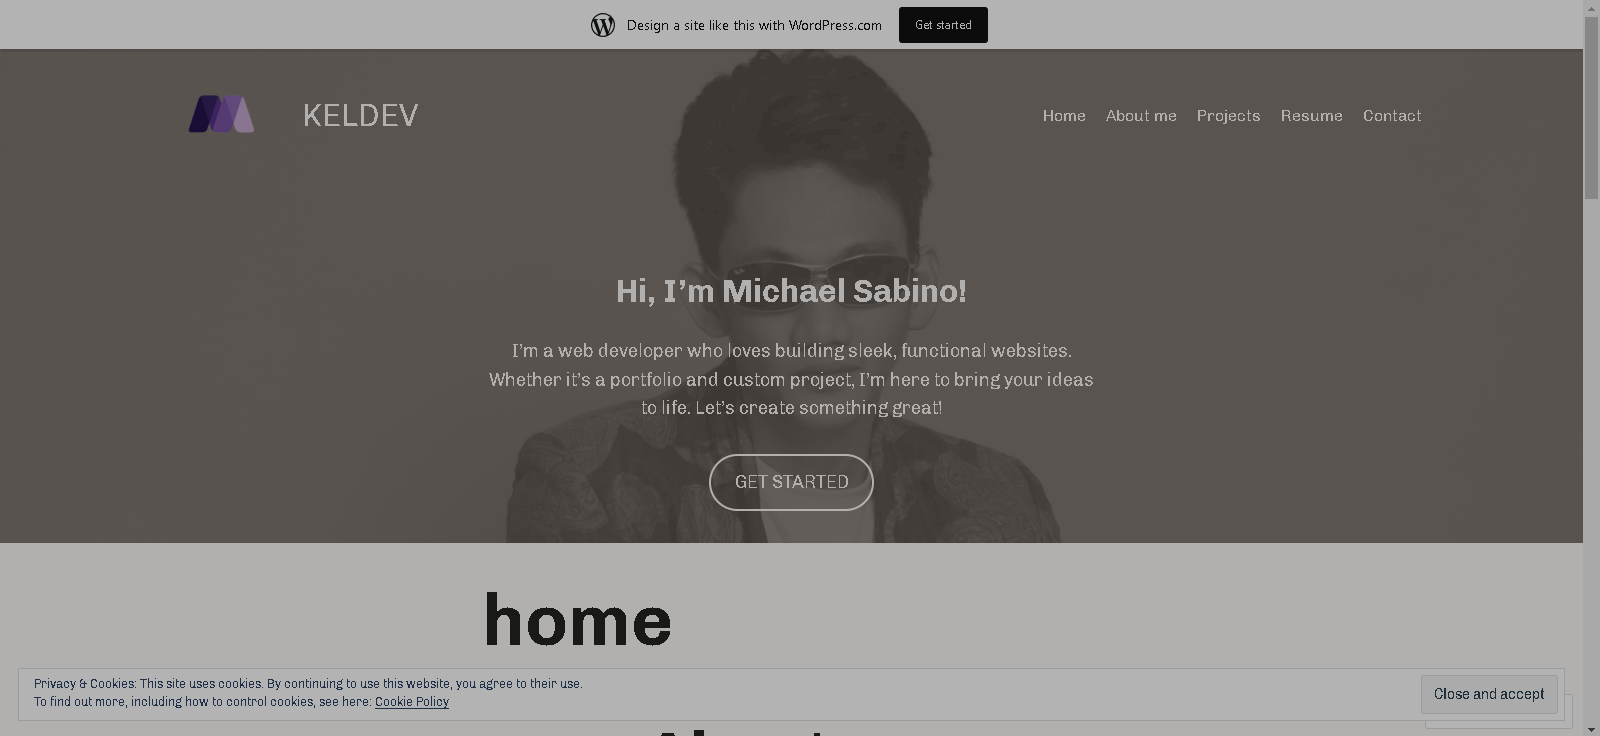 Design a site like this with WordPress.com
Get started
KELDEV
Home About me Projects Resume Contact
Hi, I’m Michael Sabino!
I’m a web developer who loves building sleek, functional websites.
Whether it’s a portfolio and custom project, I’m here to bring your ideas
to life. Let’s create something great!
GET STARTED
home
Privacy & Cookies: This site uses cookies. By continuing to use this website, you agree to their use.
To find out more, including how to control cookies, see here: Cookie Policy
Close and accept